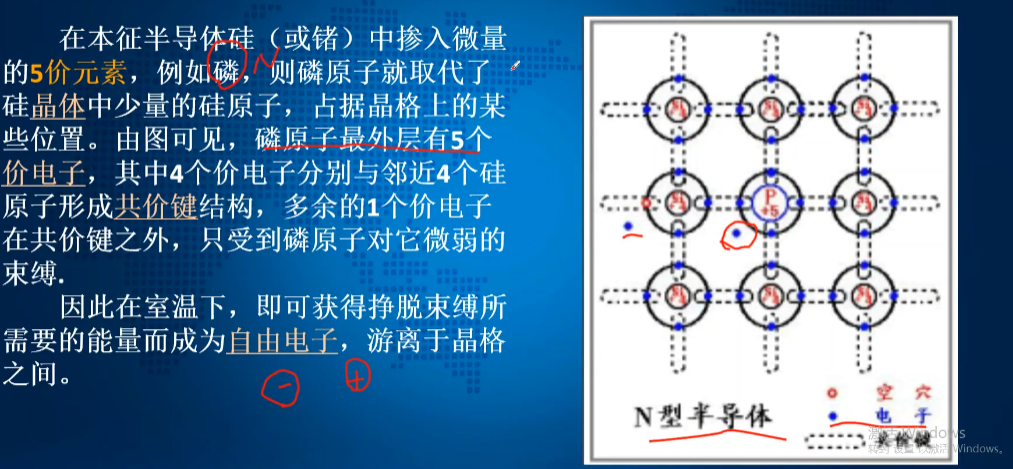 在本征半导体硅（或锗）中掺入微量
的5价元素，例如磷，则磷原子就取代了
N
硅晶体中少量的硅原子，占据晶格上的某
些位置。由图可见，磷原子最外层有5个
价电子，其中4个价电子分别与邻近4个硅
原子形成共价键结构，多余的1个价电子
在共价键之外，只受到磷原子对它微弱的
束缚.
因此在室温下，即可获得挣脱束缚所
需要的能量而成为自由电子，游离于晶格
之间。
- +
P
+5
N型半导体
空 穴
电 子
共价键
激活 Windows
转到"设置"以激活 Windows。